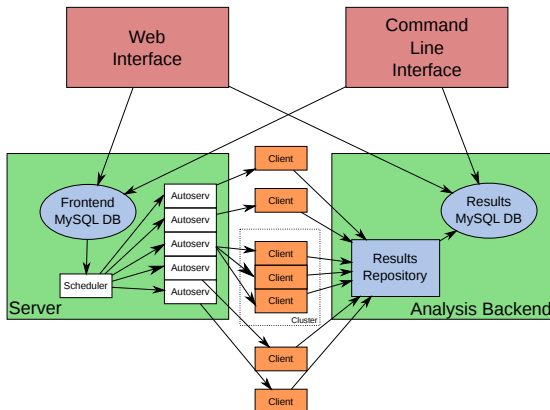 Web
Interface
Command
Line
Interface
Frontend
MySQL DB
Scheduler
Server
Autoserv
Autoserv
Autoserv
Autoserv
Autoserv
Client
Client
Client
Client
Client
Cluster
Client
Client
Results
MySQL DB
Results
Repository
Analysis Backend